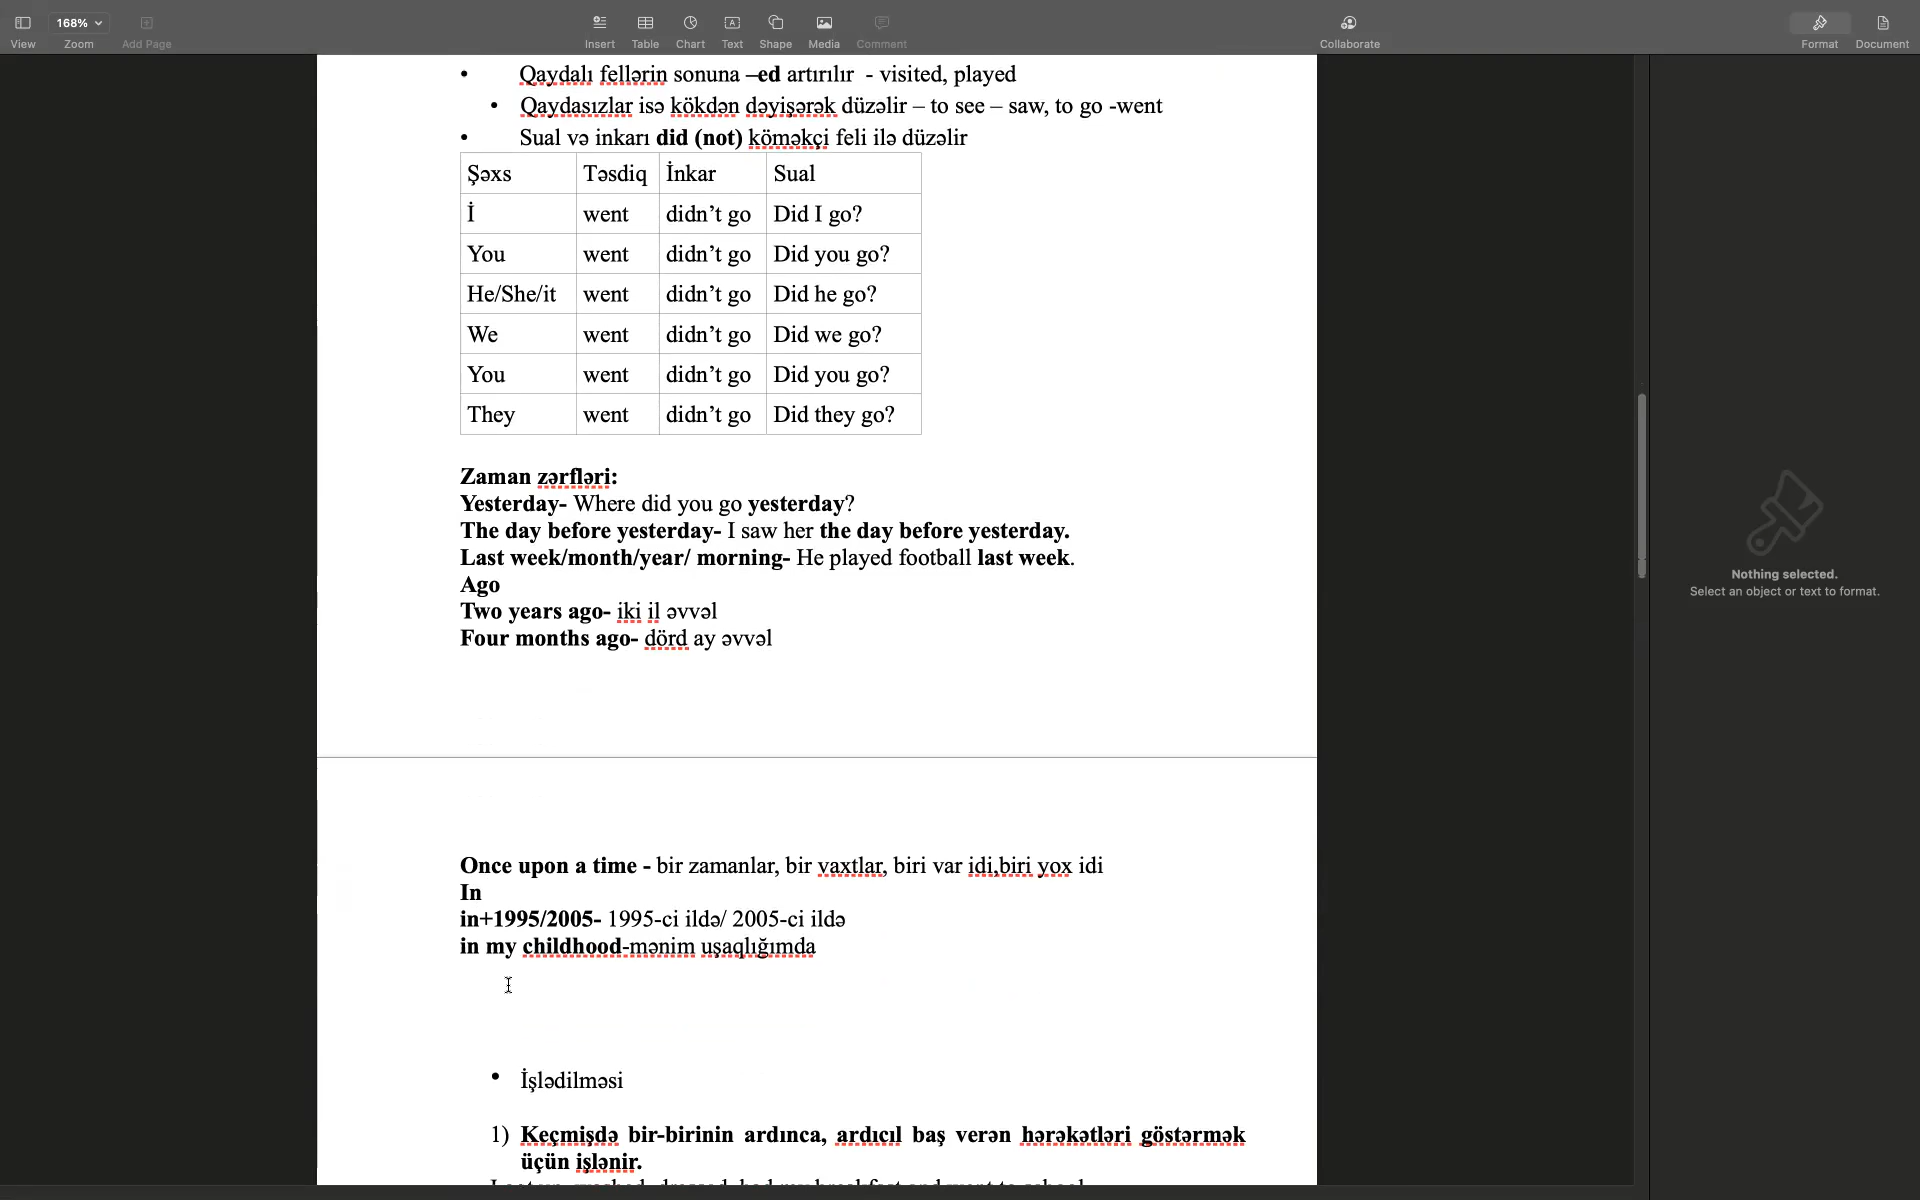 168%
View
Zoom
Add Page
Insert
Table
Chart
Text
Shape
Media
Comment
Collaborate
Format
Document
• Qaydalı fellərin sonuna –ed artırılır - visited, played
• Qaydasızlar isə kökdən dəyişərək düzəlir – to see – saw, to go -went
• Sual və inkarı did (not) köməkçi feli ilə düzəlir
Şəxs Təsdiq İnkar Sual
İ went didn’t go Did I go?
You went didn’t go Did you go?
He/She/it went didn’t go Did he go?
We went didn’t go Did we go?
You went didn’t go Did you go?
They went didn’t go Did they go?
Zaman zərfləri:
Yesterday- Where did you go yesterday?
The day before yesterday- I saw her the day before yesterday.
Last week/month/year/ morning- He played football last week.
Ago
Two years ago- iki il əvvəl
Four months ago- dörd ay əvvəl
Once upon a time - bir zamanlar, bir vaxtlar, biri var idi,biri yox idi
In
in+1995/2005- 1995-ci ildə/ 2005-ci ildə
in my childhood-mənim uşaqlığımda
• İşlədilməsi
1) Keçmişdə bir-birinin ardınca, ardıcıl baş verən hərəkətləri göstərmək
üçün işlənir.
Nothing selected.
Select an object or text to format.